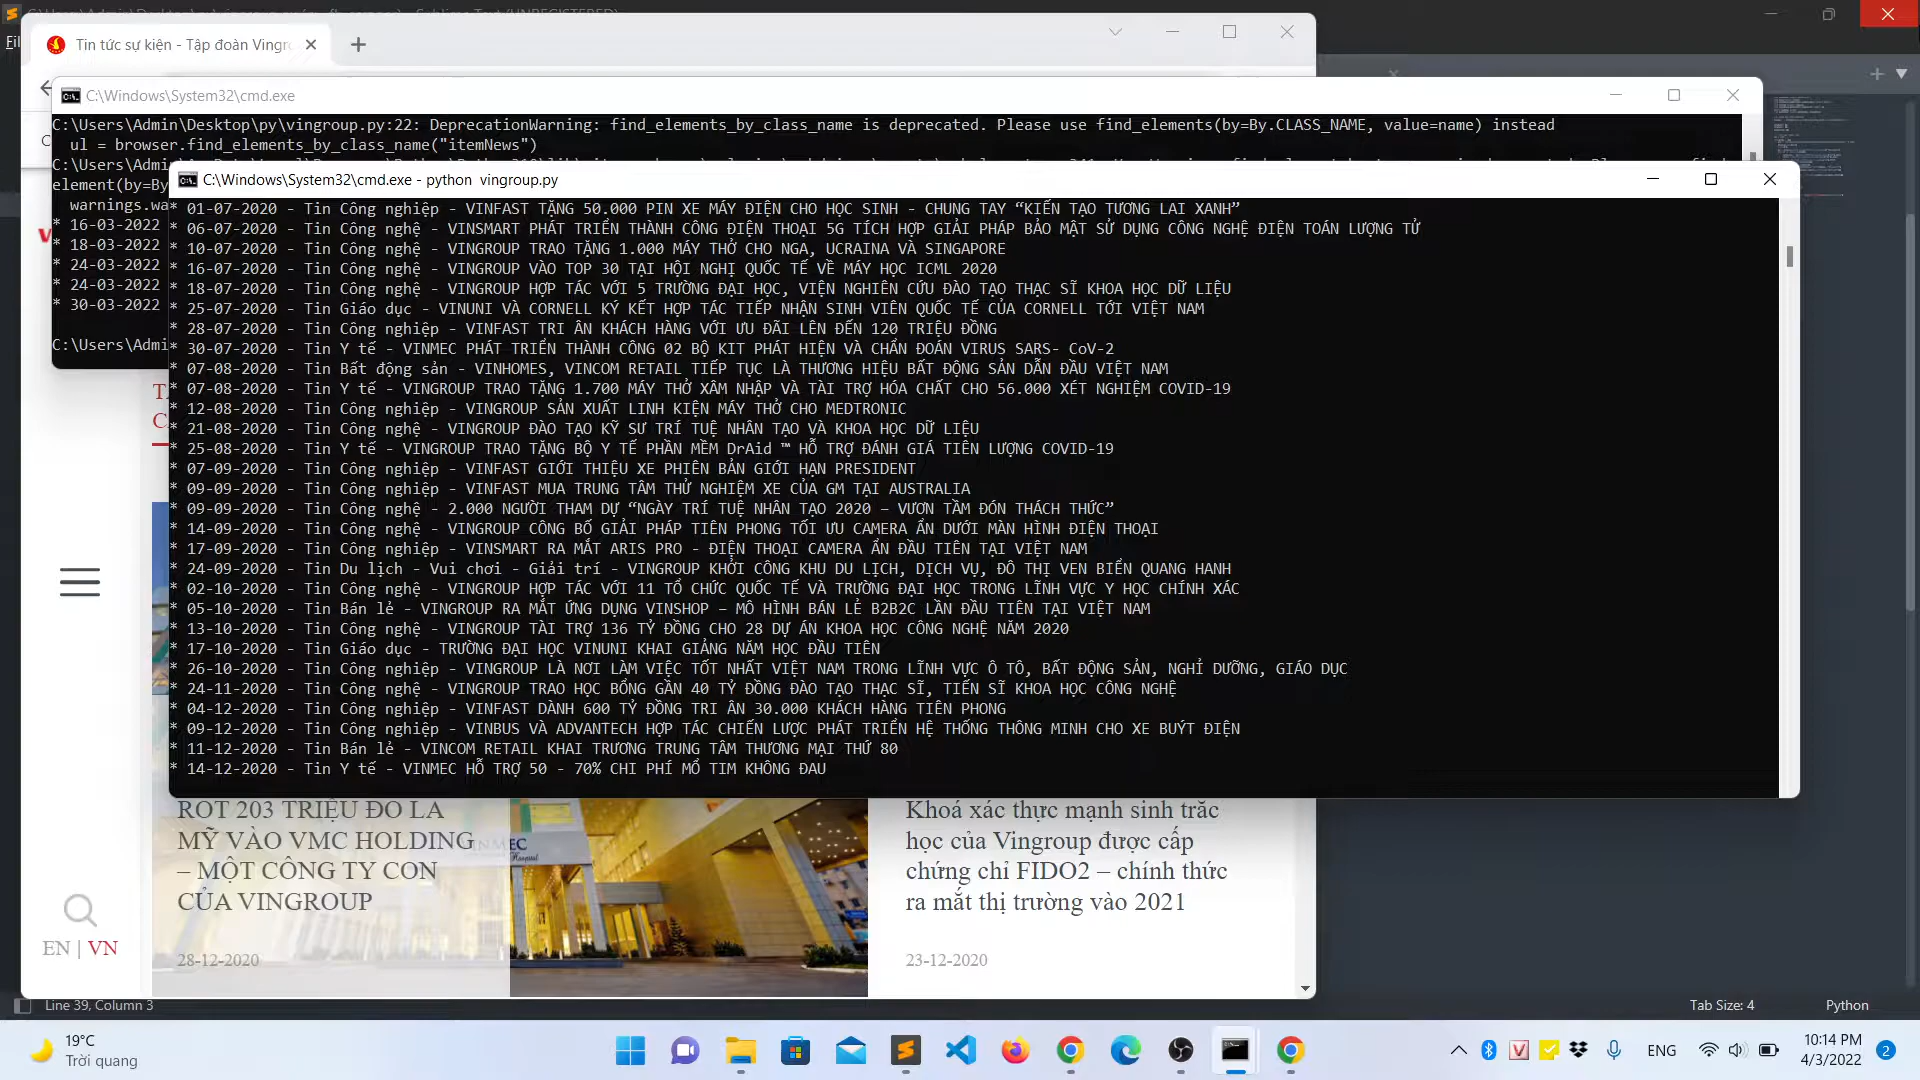 Tin tức sự kiện - Tập đoàn Vingr
C:\Windows\System32\cmd.exe
C:\Users\Admin\Desktop\py\vingroup.py:22: DeprecationWarning: find_elements_by_class_name is deprecated. Please use find_elements(by=By.CLASS_NAME, value=name) instead
ul = browser.find_elements_by_class_name("itemNews")
element(by=By
warnings.wa
* 16-03-2022
* 18-03-2022
* 24-03-2022
* 24-03-2022
* 30-03-2022
C:\Users\Admi
C:\Windows\System32\cmd.exe - python vingroup.py
* 01-07-2020 - Tin Công nghiệp - VINFAST TẶNG 50.000 PIN XE MÁY ĐIỆN CHO HỌC SINH - CHUNG TAY “KIẾN TẠO TƯƠNG LAI XANH”
* 06-07-2020 - Tin Công nghệ - VINSMART PHÁT TRIỂN THÀNH CÔNG ĐIỆN THOẠI 5G TÍCH HỢP GIẢI PHÁP BẢO MẬT SỬ DỤNG CÔNG NGHỆ ĐIỆN TOÁN LƯỢNG TỬ
* 10-07-2020 - Tin Công nghệ - VINGROUP TRAO TẶNG 1.000 MÁY THỞ CHO NGA, UCRAINA VÀ SINGAPORE
* 16-07-2020 - Tin Công nghệ - VINGROUP VÀO TOP 30 TẠI HỘI NGHỊ QUỐC TẾ VỀ MÁY HỌC ICML 2020
* 18-07-2020 - Tin Công nghệ - VINGROUP HỢP TÁC VỚI 5 TRƯỜNG ĐẠI HỌC, VIỆN NGHIÊN CỨU ĐÀO TẠO THẠC SĨ KHOA HỌC DỮ LIỆU
* 25-07-2020 - Tin Giáo dục - VINUNI VÀ CORNELL KÝ KẾT HỢP TÁC TIẾP NHẬN SINH VIÊN QUỐC TẾ CỦA CORNELL TỚI VIỆT NAM
* 28-07-2020 - Tin Công nghiệp - VINFAST TRI ÂN KHÁCH HÀNG VỚI ƯU ĐÃI LÊN ĐẾN 120 TRIỆU ĐỒNG
* 30-07-2020 - Tin Y tế - VINMEC PHÁT TRIỂN THÀNH CÔNG 02 BỘ KIT PHÁT HIỆN VÀ CHẨN ĐOÁN VIRUS SARS- CoV-2
* 07-08-2020 - Tin Bất động sản - VINHOMES, VINCOM RETAIL TIẾP TỤC LÀ THƯƠNG HIỆU BẤT ĐỘNG SẢN DẪN ĐẦU VIỆT NAM
* 07-08-2020 - Tin Y tế - VINGROUP TRAO TẶNG 1.700 MÁY THỞ XÂM NHẬP VÀ TÀI TRỢ HÓA CHẤT CHO 56.000 XÉT NGHIỆM COVID-19
* 12-08-2020 - Tin Công nghiệp - VINGROUP SẢN XUẤT LINH KIỆN MÁY THỞ CHO MEDTRONIC
* 21-08-2020 - Tin Công nghệ - VINGROUP ĐÀO TẠO KỸ SƯ TRÍ TUỆ NHÂN TẠO VÀ KHOA HỌC DỮ LIỆU
* 25-08-2020 - Tin Y tế - VINGROUP TRAO TẶNG BỘ Y TẾ PHẦN MỀM DrAid ™ HỖ TRỢ ĐÁNH GIÁ TIÊN LƯỢNG COVID-19
* 07-09-2020 - Tin Công nghiệp - VINFAST GIỚI THIỆU XE PHIÊN BẢN GIỚI HẠN PRESIDENT
* 09-09-2020 - Tin Công nghiệp - VINFAST MUA TRUNG TÂM THỬ NGHIỆM XE CỦA GM TẠI AUSTRALIA
* 09-09-2020 - Tin Công nghệ - 2.000 NGƯỜI THAM DỰ “NGÀY TRÍ TUỆ NHÂN TẠO 2020 – VƯƠN TẦM ĐÓN THÁCH THỨC”
* 14-09-2020 - Tin Công nghệ - VINGROUP CÔNG BỐ GIẢI PHÁP TIÊN PHONG TỐI ƯU CAMERA ẨN DƯỚI MÀN HÌNH ĐIỆN THOẠI
* 17-09-2020 - Tin Công nghiệp - VINSMART RA MẮT ARIS PRO - ĐIỆN THOẠI CAMERA ẨN ĐẦU TIÊN TẠI VIỆT NAM
* 24-09-2020 - Tin Du lịch - Vui chơi - Giải trí - VINGROUP KHỞI CÔNG KHU DU LỊCH, DỊCH VỤ, ĐÔ THỊ VEN BIỂN QUANG HANH
* 02-10-2020 - Tin Công nghệ - VINGROUP HỢP TÁC VỚI 11 TỔ CHỨC QUỐC TẾ VÀ TRƯỜNG ĐẠI HỌC TRONG LĨNH VỰC Y HỌC CHÍNH XÁC
* 05-10-2020 - Tin Bán lẻ - VINGROUP RA MẮT ỨNG DỤNG VINSHOP – MÔ HÌNH BÁN LẺ B2B2C LẦN ĐẦU TIÊN TẠI VIỆT NAM
* 13-10-2020 - Tin Công nghệ - VINGROUP TÀI TRỢ 136 TỶ ĐỒNG CHO 28 DỰ ÁN KHOA HỌC CÔNG NGHỆ NĂM 2020
* 17-10-2020 - Tin Giáo dục - TRƯỜNG ĐẠI HỌC VINUNI KHAI GIẢNG NĂM HỌC ĐẦU TIÊN
* 26-10-2020 - Tin Công nghiệp - VINGROUP LÀ NƠI LÀM VIỆC TỐT NHẤT VIỆT NAM TRONG LĨNH VỰC Ô TÔ, BẤT ĐỘNG SẢN, NGHỈ DƯỠNG, GIÁO DỤC
* 24-11-2020 - Tin Công nghệ - VINGROUP TRAO HỌC BỔNG GẦN 40 TỶ ĐỒNG ĐÀO TẠO THẠC SĨ, TIẾN SĨ KHOA HỌC CÔNG NGHỆ
* 04-12-2020 - Tin Công nghiệp - VINFAST DÀNH 600 TỶ ĐỒNG TRI ÂN 30.000 KHÁCH HÀNG TIÊN PHONG
* 09-12-2020 - Tin Công nghiệp - VINBUS VÀ ADVANTECH HỢP TÁC CHIẾN LƯỢC PHÁT TRIỂN HỆ THỐNG THÔNG MINH CHO XE BUÝT ĐIỆN
* 11-12-2020 - Tin Bán lẻ - VINCOM RETAIL KHAI TRƯƠNG TRUNG TÂM THƯƠNG MẠI THỨ 80
* 14-12-2020 - Tin Y tế - VINMEC HỖ TRỢ 50 - 70% CHI PHÍ MỔ TIM KHÔNG ĐAU
RÓT 203 TRIỆU ĐÔ LA
MỸ VÀO VMC HOLDING
– MỘT CÔNG TY CON
CỦA VINGROUP
28-12-2020
Khoá xác thực mạnh sinh trắc
học của Vingroup được cấp
chứng chỉ FIDO2 – chính thức
ra mắt thị trường vào 2021
23-12-2020
EN | VN
Line 39, Column 3
Tab Size: 4
Python
19°C
Trời quang
ENG
10:14 PM
4/3/2022
2